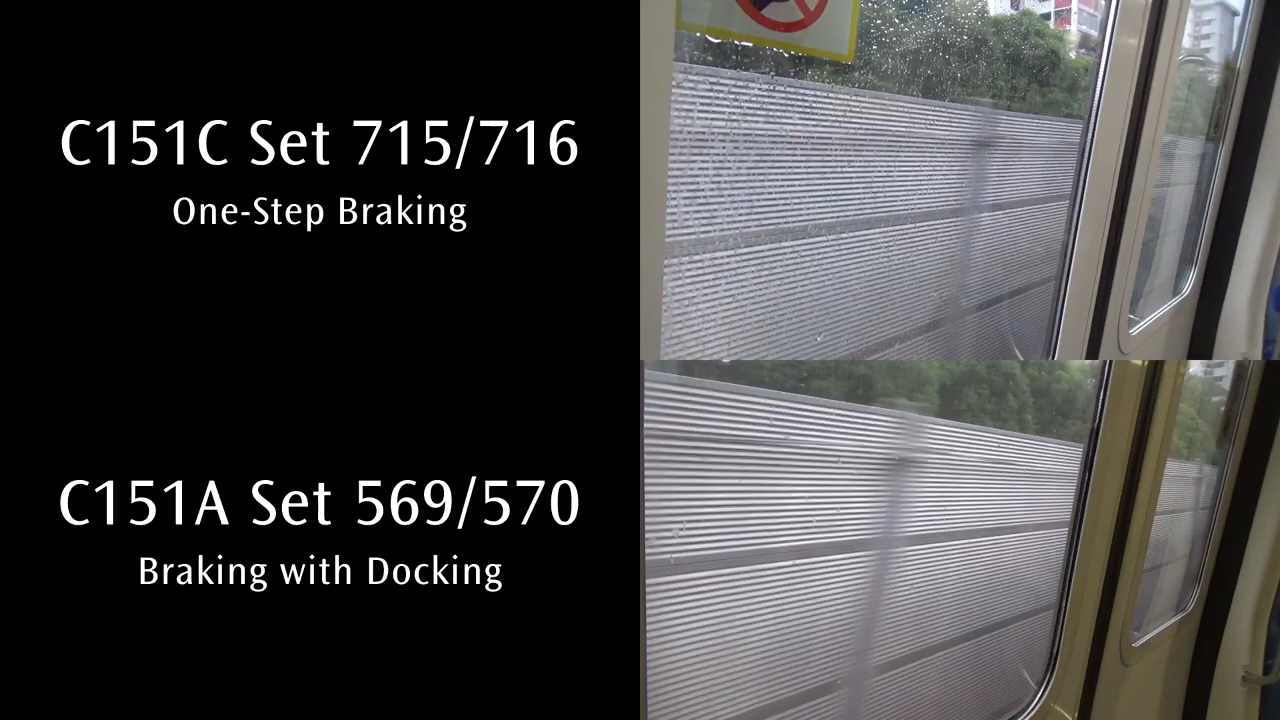 C151C Set 715/716
One-Step Braking
C151A Set 569/570
Braking with Docking